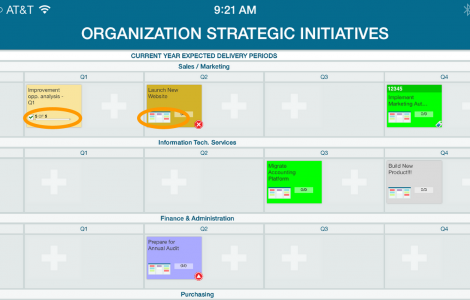 AT&T 9:21 AM
ORGANIZATION STRATEGIC INITIATIVES
CURRENT YEAR EXPECTED DELIVERY PERIODS
Sales / Marketing
Q1 Q2 Q3 Q4
Improvement
opp. analysis -
Q1
Launch New
Website
12345
Implement
Marketing Aut...
Information Tech. Services
Q1 Q2 Q3 Q4
Migrate
Accounting
Platform
Build New
Product!!!
Finance & Administration
Q1 Q2 Q3 Q4
Prepare for
Annual Audit
Purchasing